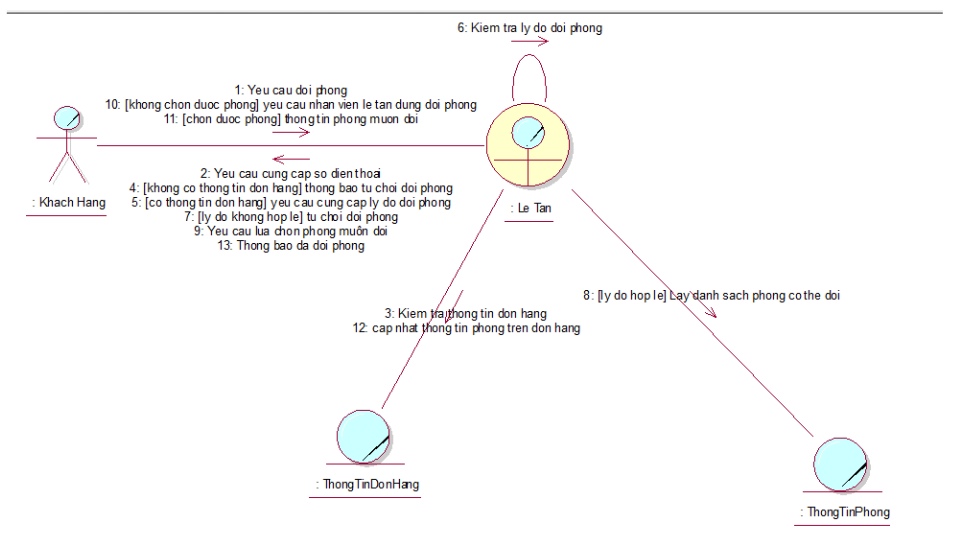 6: Kiem tra ly do doi phong
1: Yeu cau doi phong
10: [khong chon duoc phong] yeu cau nhan vien le tan dung doi phong
11: [chon duoc phong] thong tin phong muon doi
2: Yeu cau cung cap so dien thoai
4: [khong co thong tin don hang] thong bao tu choi doi phong
5: [co thong tin don hang] yeu cau cung cap ly do doi phong
7: [ly do khong hop le] tu choi doi phong
9: Yeu cau lua chon phong muôn doi
13: Thong bao da doi phong
: Khach Hang
: Le Tan
8: [ly do hop le] Lay danh sach phong co the doi
3: Kiem tra thong tin don hang
12: cap nhat thong tin phong tren don hang
: ThongTinDonHang
: ThongTinPhong